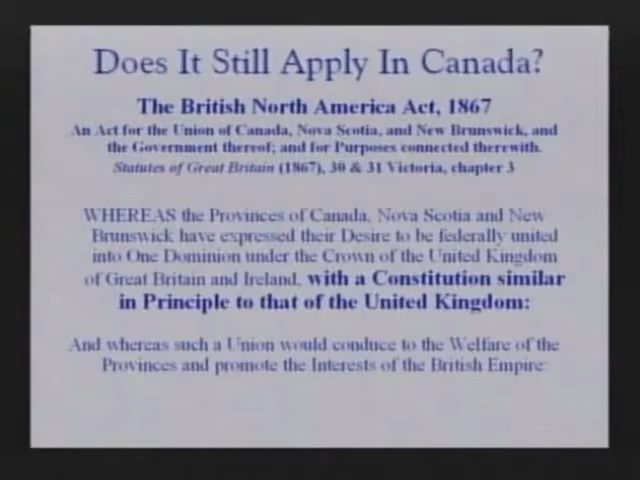 Does It Still Apply In Canada?
The British North America Act, 1867
An Act for the Union of Canada, Nova Scotia, and New Brunswick, and
the Government thereof; and for Purposes connected therewith.
Statutes of Great Britain (1867), 30 & 31 Victoria, chapter 3
WHEREAS the Provinces of Canada, Nova Scotia and New
Brunswick have expressed their Desire to be federally united
into One Dominion under the Crown of the United Kingdom
of Great Britain and Ireland, with a Constitution similar
in Principle to that of the United Kingdom:
And whereas such a Union would conduce to the Welfare of the
Provinces and promote the Interests of the British Empire: